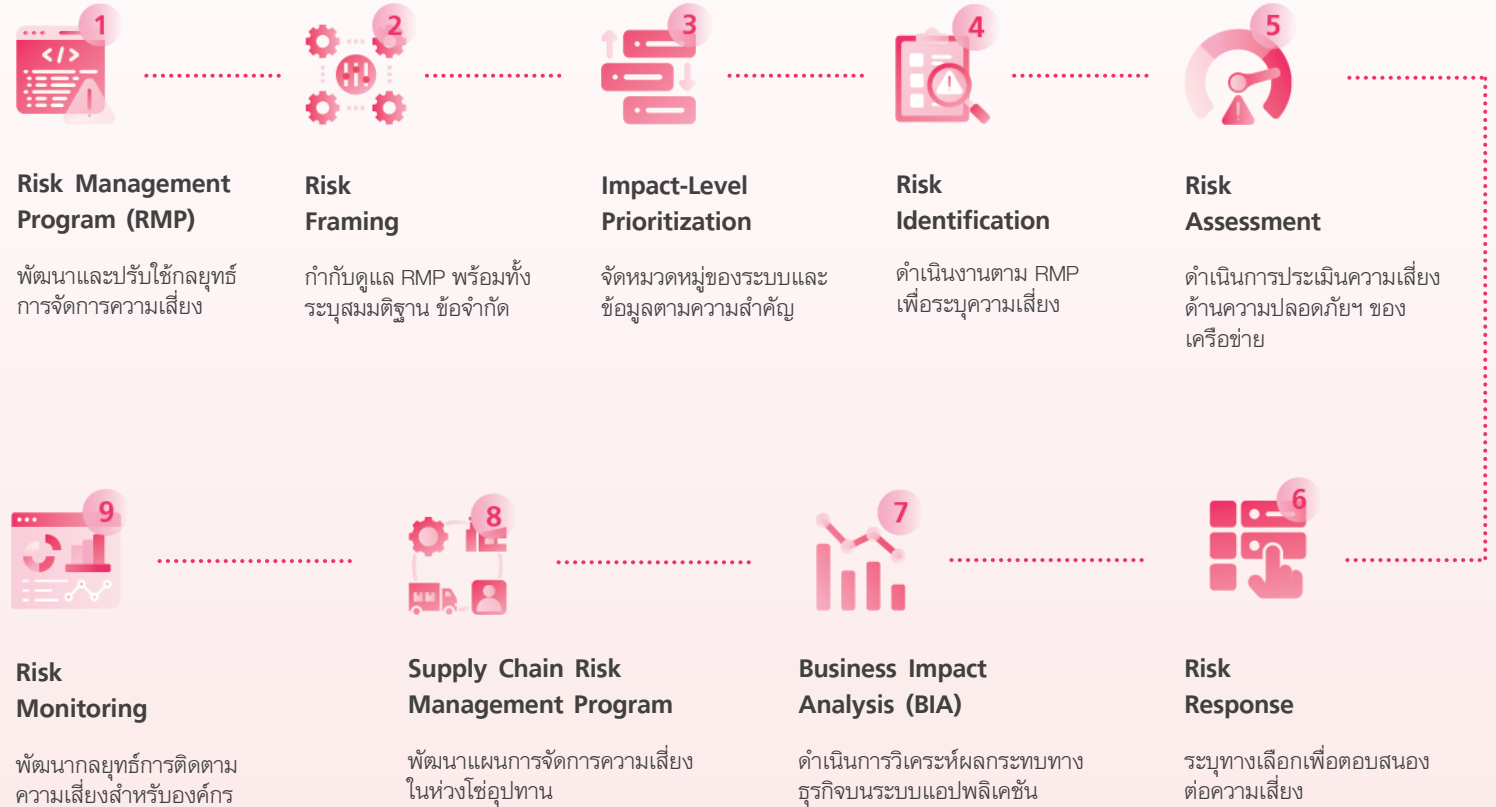 1
Risk Management
Program (RMP)
พัฒนาและปรับใช้กลยุทธ์
การจัดการความเสี่ยง
2
Risk
Framing
กำกับดูแล RMP พร้อมทั้ง
ระบุสมมติฐาน ข้อจำกัด
3
Impact-Level
Prioritization
จัดหมวดหมู่ของระบบและ
ข้อมูลตามความสำคัญ
4
Risk
Identification
ดำเนินงานตาม RMP
เพื่อระบุความเสี่ยง
5
Risk
Assessment
ดำเนินการประเมินความเสี่ยง
ด้านความปลอดภัยฯ ของ
เครือข่าย
6
Risk
Response
ระบุทางเลือกเพื่อตอบสนอง
ต่อความเสี่ยง
7
Business Impact
Analysis (BIA)
ดำเนินการวิเคระห์ผลกระทบทาง
ธุรกิจบนระบบแอปพลิเคชัน
8
Supply Chain Risk
Management Program
พัฒนาแผนการจัดการความเสี่ยง
ในห่วงโซ่อุปทาน
9
Risk
Monitoring
พัฒนากลยุทธ์การติดตาม
ความเสี่ยงสำหรับองค์กร